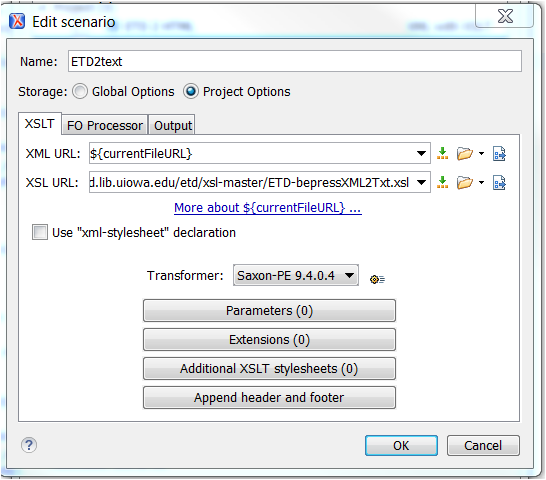 Edit scenario
Name: ETD2text
Storage: Global Options Project Options
XSLT FO Processor Output
XML URL: ${currentFileURL}
XSL URL: d.lib.uiowa.edu/etd/xsl-master/ETD-bepressXML2Txt.xsl
More about ${currentFileURL} ...
Use "xml-stylesheet" declaration
Transformer: Saxon-PE 9.4.0.4
Parameters (0)
Extensions (0)
Additional XSLT stylesheets (0)
Append header and footer
? OK Cancel